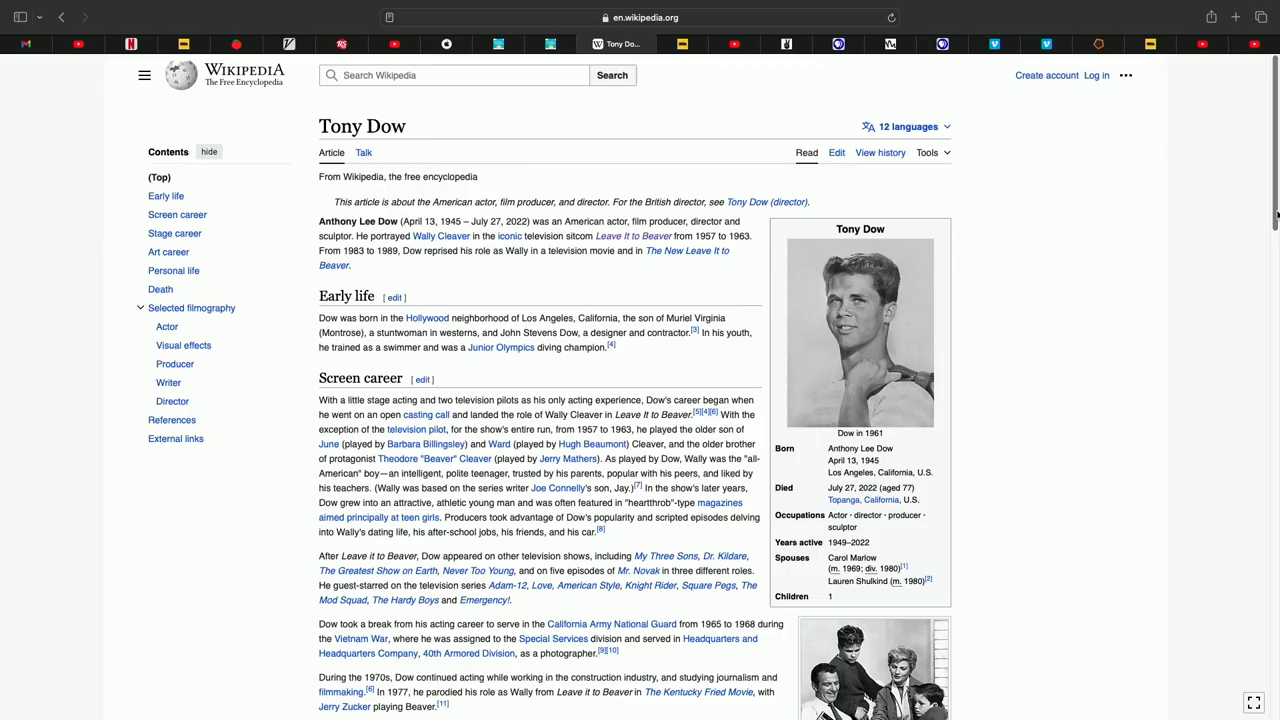 en.wikipedia.org
Tony Do...
WIKIPEDIA
The Free Encyclopedia
Search Wikipedia
Search
Create account Log in
Tony Dow
12 languages
Contents hide
Article Talk
Read Edit View history Tools
(Top)
Early life
Screen career
Stage career
Art career
Personal life
Death
Selected filmography
Actor
Visual effects
Producer
Writer
Director
References
External links
From Wikipedia, the free encyclopedia
This article is about the American actor, film producer, and director. For the British director, see Tony Dow (director).
Anthony Lee Dow (April 13, 1945 – July 27, 2022) was an American actor, film producer, director and
sculptor. He portrayed Wally Cleaver in the iconic television sitcom Leave It to Beaver from 1957 to 1963.
From 1983 to 1989, Dow reprised his role as Wally in a television movie and in The New Leave It to
Beaver.
Early life [ edit ]
Dow was born in the Hollywood neighborhood of Los Angeles, California, the son of Muriel Virginia
(Montrose), a stuntwoman in westerns, and John Stevens Dow, a designer and contractor.[3] In his youth,
he trained as a swimmer and was a Junior Olympics diving champion.[4]
Screen career [ edit ]
With a little stage acting and two television pilots as his only acting experience, Dow's career began when
he went on an open casting call and landed the role of Wally Cleaver in Leave It to Beaver.[5][4][6] With the
exception of the television pilot, for the show's entire run, from 1957 to 1963, he played the older son of
June (played by Barbara Billingsley) and Ward (played by Hugh Beaumont) Cleaver, and the older brother
of protagonist Theodore "Beaver" Cleaver (played by Jerry Mathers). As played by Dow, Wally was the "all-
American" boy—an intelligent, polite teenager, trusted by his parents, popular with his peers, and liked by
his teachers. (Wally was based on the series writer Joe Connelly's son, Jay.)[7] In the show's later years,
Dow grew into an attractive, athletic young man and was often featured in "heartthrob"-type magazines
aimed principally at teen girls. Producers took advantage of Dow's popularity and scripted episodes delving
into Wally's dating life, his after-school jobs, his friends, and his car.[8]
After Leave it to Beaver, Dow appeared on other television shows, including My Three Sons, Dr. Kildare,
The Greatest Show on Earth, Never Too Young, and on five episodes of Mr. Novak in three different roles.
He guest-starred on the television series Adam-12, Love, American Style, Knight Rider, Square Pegs, The
Mod Squad, The Hardy Boys and Emergency!.
Dow took a break from his acting career to serve in the California Army National Guard from 1965 to 1968 during
the Vietnam War, where he was assigned to the Special Services division and served in Headquarters and
Headquarters Company, 40th Armored Division, as a photographer.[9][10]
During the 1970s, Dow continued acting while working in the construction industry, and studying journalism and
filmmaking.[6] In 1977, he parodied his role as Wally from Leave it to Beaver in The Kentucky Fried Movie, with
Jerry Zucker playing Beaver.[11]
Tony Dow
Dow in 1961
Born Anthony Lee Dow
April 13, 1945
Los Angeles, California, U.S.
Died July 27, 2022 (aged 77)
Topanga, California, U.S.
Occupations Actor · director · producer ·
sculptor
Years active 1949–2022
Spouses Carol Marlow
(m. 1969; div. 1980)[1]
Lauren Shulkind (m. 1980)[2]
Children 1